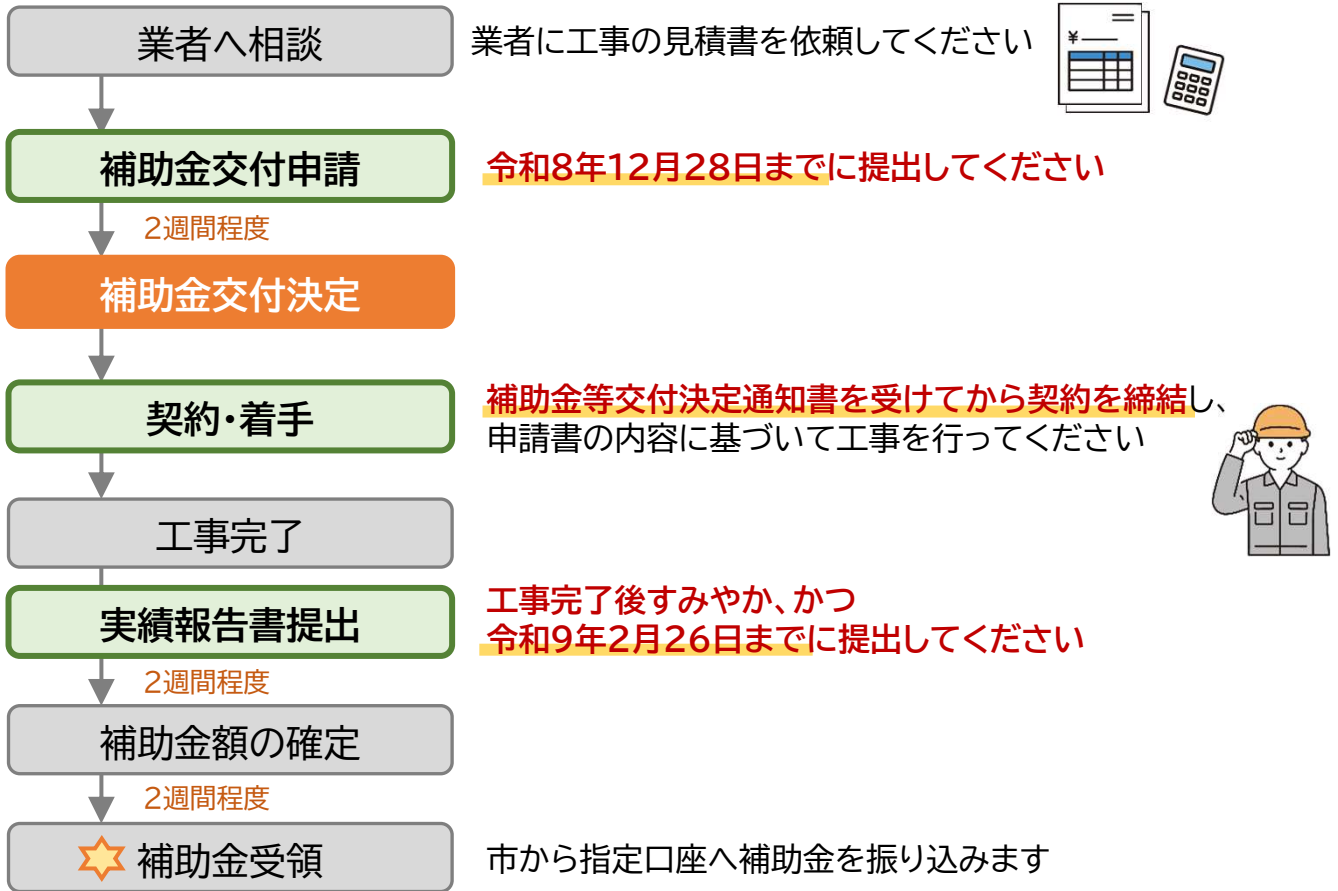 業者へ相談
業者に工事の見積書を依頼してください
¥
補助金交付申請
令和8年12月28日までに提出してください
2週間程度
補助金交付決定
契約・着手
補助金等交付決定通知書を受けてから契約を締結し、
申請書の内容に基づいて工事を行ってください
工事完了
実績報告書提出
工事完了後すみやか、かつ
令和9年2月26日までに提出してください
2週間程度
補助金額の確定
2週間程度
補助金受領
市から指定口座へ補助金を振り込みます